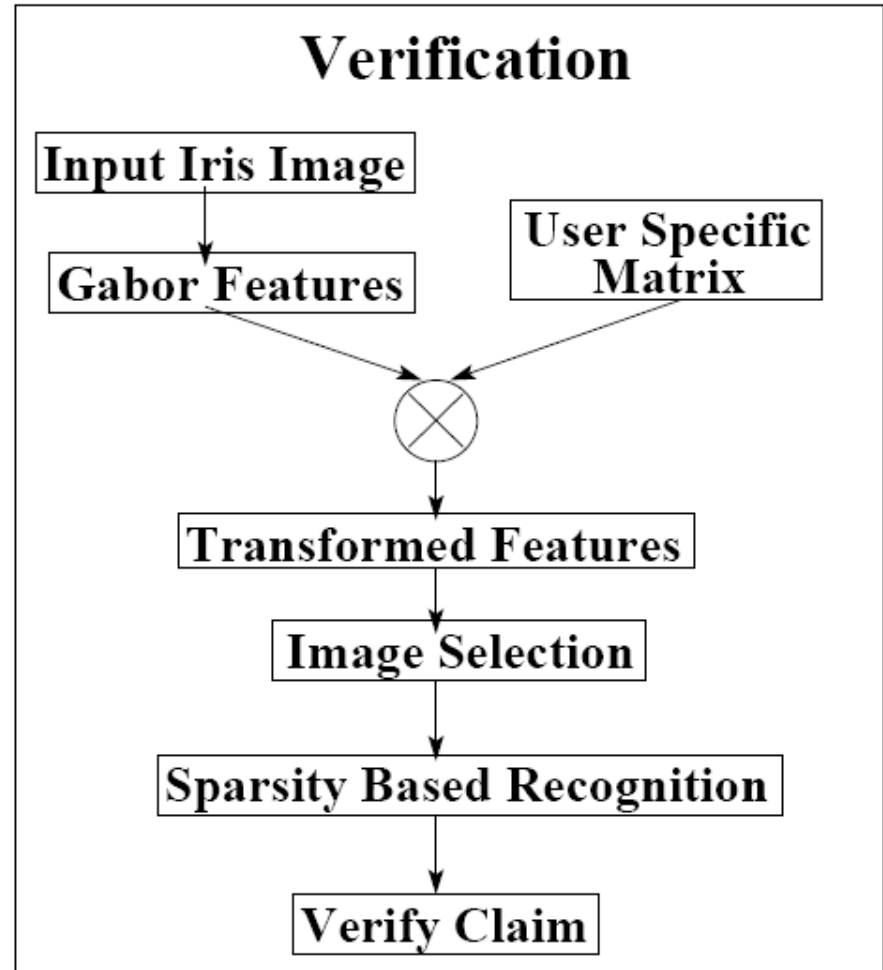 Verification
Input Iris Image
Gabor Features
User Specific
Matrix
Transformed Features
Image Selection
Sparsity Based Recognition
Verify Claim